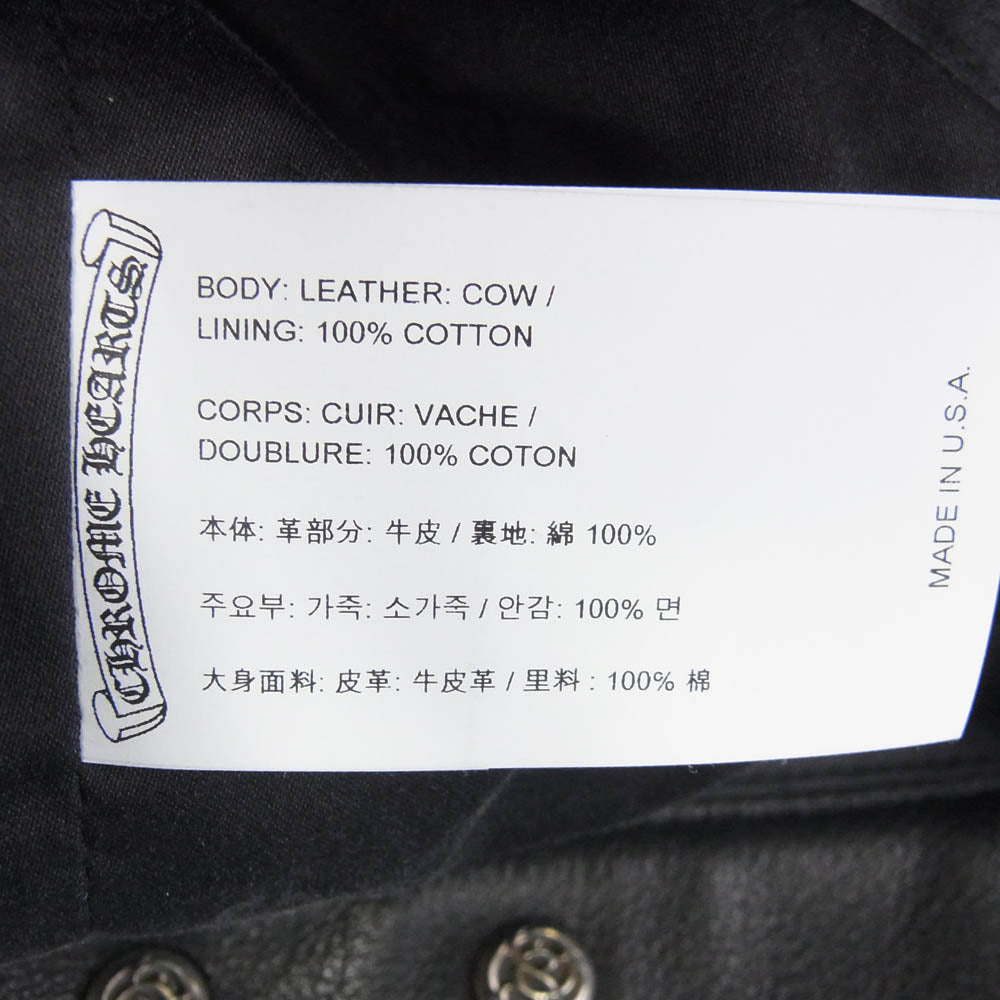 CHROME HEARTS
BODY: LEATHER: COW /
LINING: 100% COTTON
CORPS: CUIR: VACHE /
DOUBLURE: 100% COTON
本体: 革部分: 牛皮 / 裏地: 綿 100%
주요부: 가죽: 소가죽 / 안감: 100% 면
大身面料: 皮革: 牛皮革 / 里料 : 100% 棉
MADE IN U.S.A.